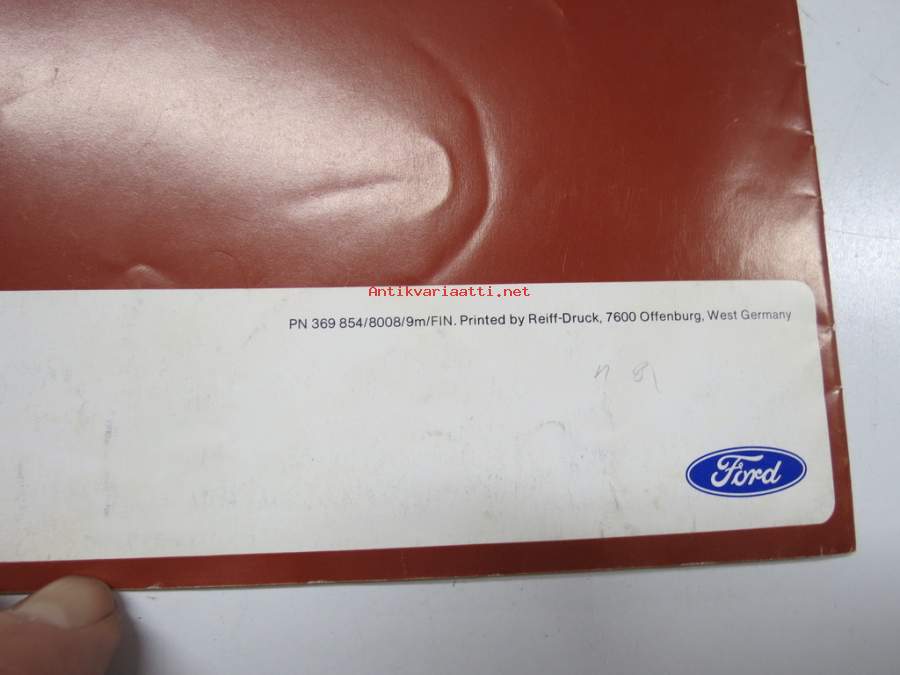 Antikvariaatti.net
PN 369 854/8008/9m/FIN. Printed by Reiff-Druck, 7600 Offenburg, West Germany
Ford